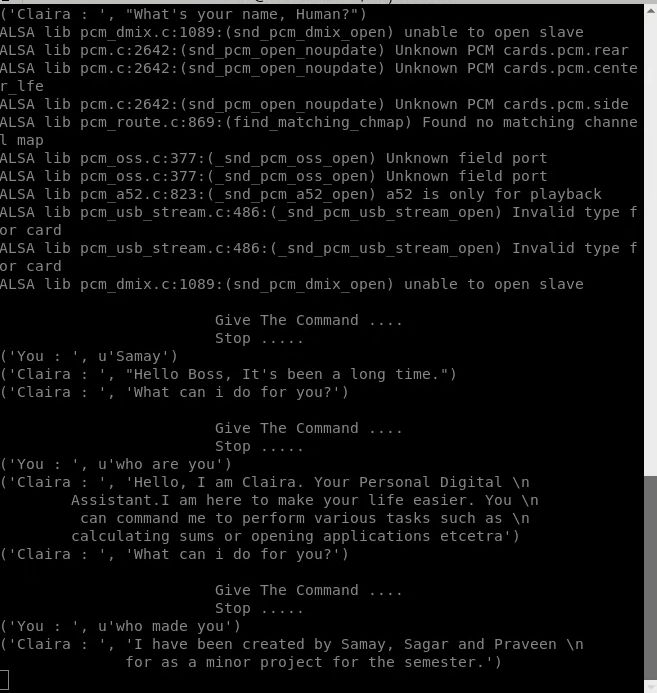 ('Claira : ', "What's your name, Human?")
ALSA lib pcm_dmix.c:1089:(snd_pcm_dmix_open) unable to open slave
ALSA lib pcm.c:2642:(snd_pcm_open_noupdate) Unknown PCM cards.pcm.rear
ALSA lib pcm.c:2642:(snd_pcm_open_noupdate) Unknown PCM cards.pcm.cente
r_lfe
ALSA lib pcm.c:2642:(snd_pcm_open_noupdate) Unknown PCM cards.pcm.side
ALSA lib pcm_route.c:869:(find_matching_chmap) Found no matching channe
l map
ALSA lib pcm_oss.c:377:(_snd_pcm_oss_open) Unknown field port
ALSA lib pcm_oss.c:377:(_snd_pcm_oss_open) Unknown field port
ALSA lib pcm_a52.c:823:(_snd_pcm_a52_open) a52 is only for playback
ALSA lib pcm_usb_stream.c:486:(_snd_pcm_usb_stream_open) Invalid type f
or card
ALSA lib pcm_usb_stream.c:486:(_snd_pcm_usb_stream_open) Invalid type f
or card
ALSA lib pcm_dmix.c:1089:(snd_pcm_dmix_open) unable to open slave
Give The Command ....
Stop .....
('You : ', u'Samay')
('Claira : ', "Hello Boss, It's been a long time.")
('Claira : ', 'What can i do for you?')
Give The Command ....
Stop .....
('You : ', u'who are you')
('Claira : ', 'Hello, I am Claira. Your Personal Digital \n
Assistant.I am here to make your life easier. You \n
can command me to perform various tasks such as \n
calculating sums or opening applications etcetra')
('Claira : ', 'What can i do for you?')
Give The Command ....
Stop .....
('You : ', u'who made you')
('Claira : ', 'I have been created by Samay, Sagar and Praveen \n
for as a minor project for the semester.')